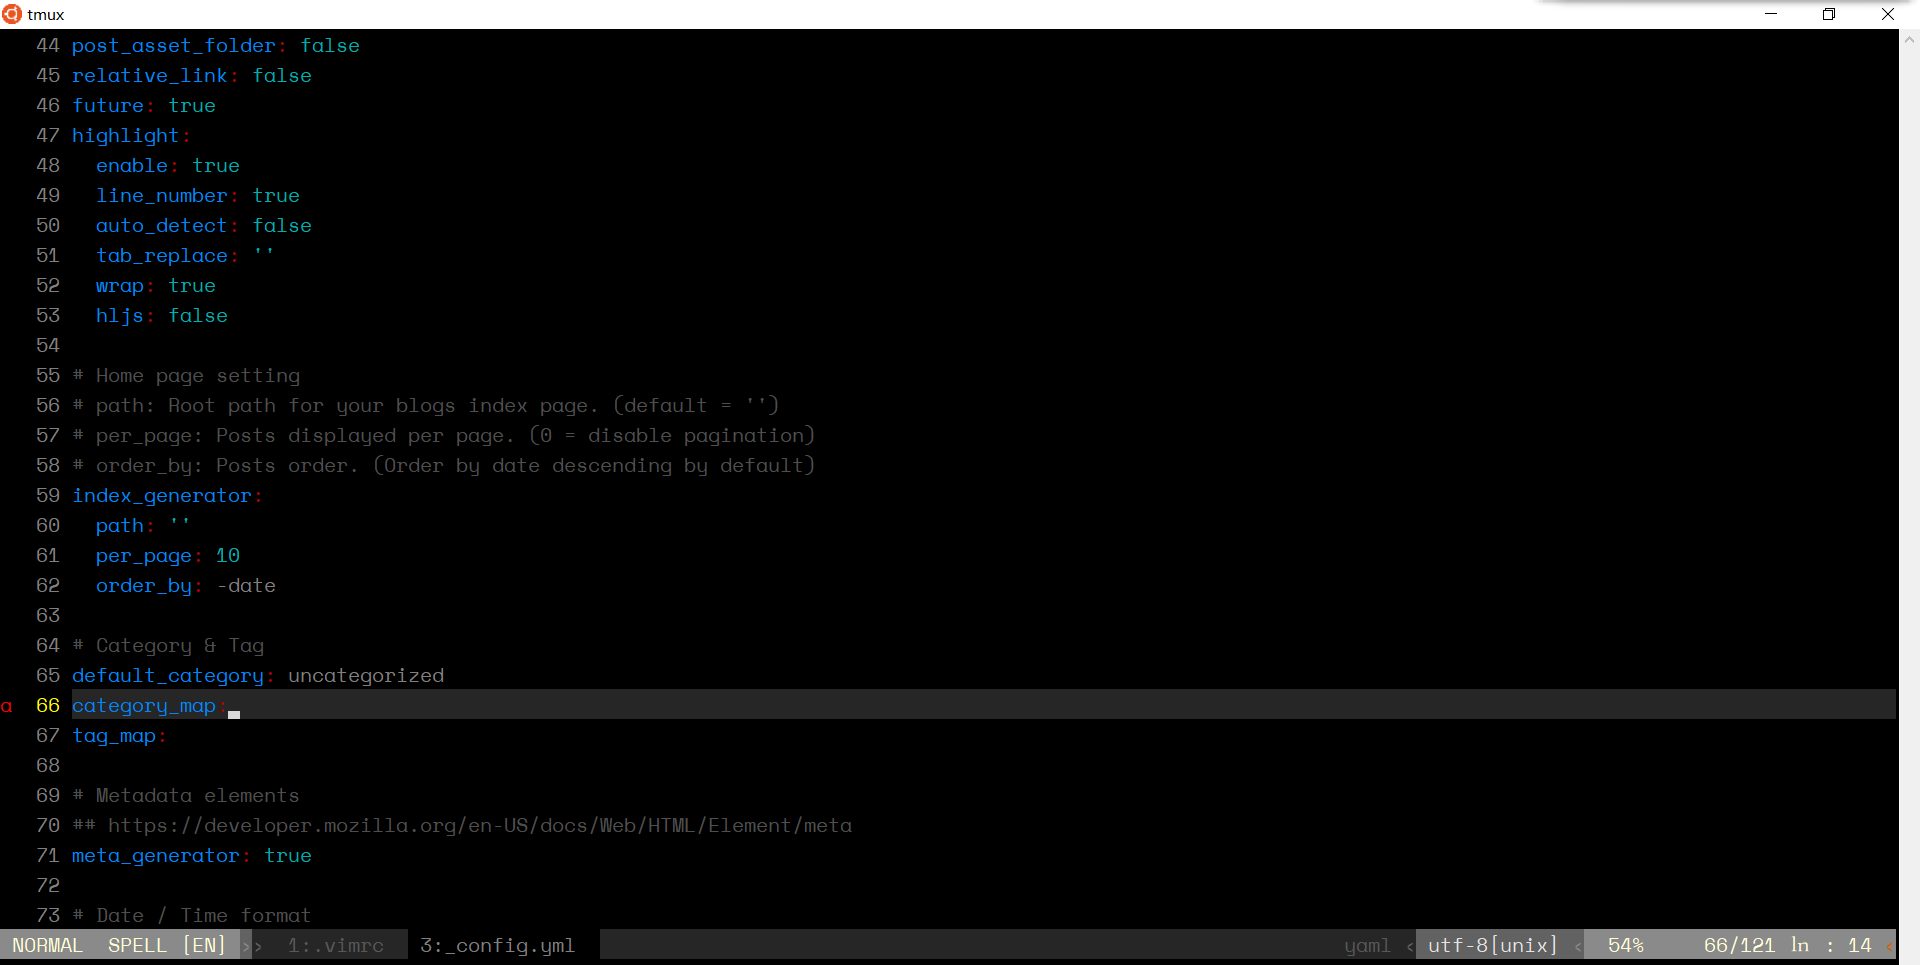 tmux
44 post_asset_folder: false
45 relative_link: false
46 future: true
47 highlight:
48   enable: true
49   line_number: true
50   auto_detect: false
51   tab_replace: ''
52   wrap: true
53   hljs: false
54
55 # Home page setting
56 # path: Root path for your blogs index page. (default = '')
57 # per_page: Posts displayed per page. (0 = disable pagination)
58 # order_by: Posts order. (Order by date descending by default)
59 index_generator:
60   path: ''
61   per_page: 10
62   order_by: -date
63
64 # Category & Tag
65 default_category: uncategorized
a 66 category_map:
67 tag_map:
68
69 # Metadata elements
70 ## https://developer.mozilla.org/en-US/docs/Web/HTML/Element/meta
71 meta_generator: true
72
73 # Date / Time format
NORMAL SPELL [EN] >> 1:.vimrc 3:_config.yml yaml < utf-8[unix] < 54% 66/121 ln : 14 <